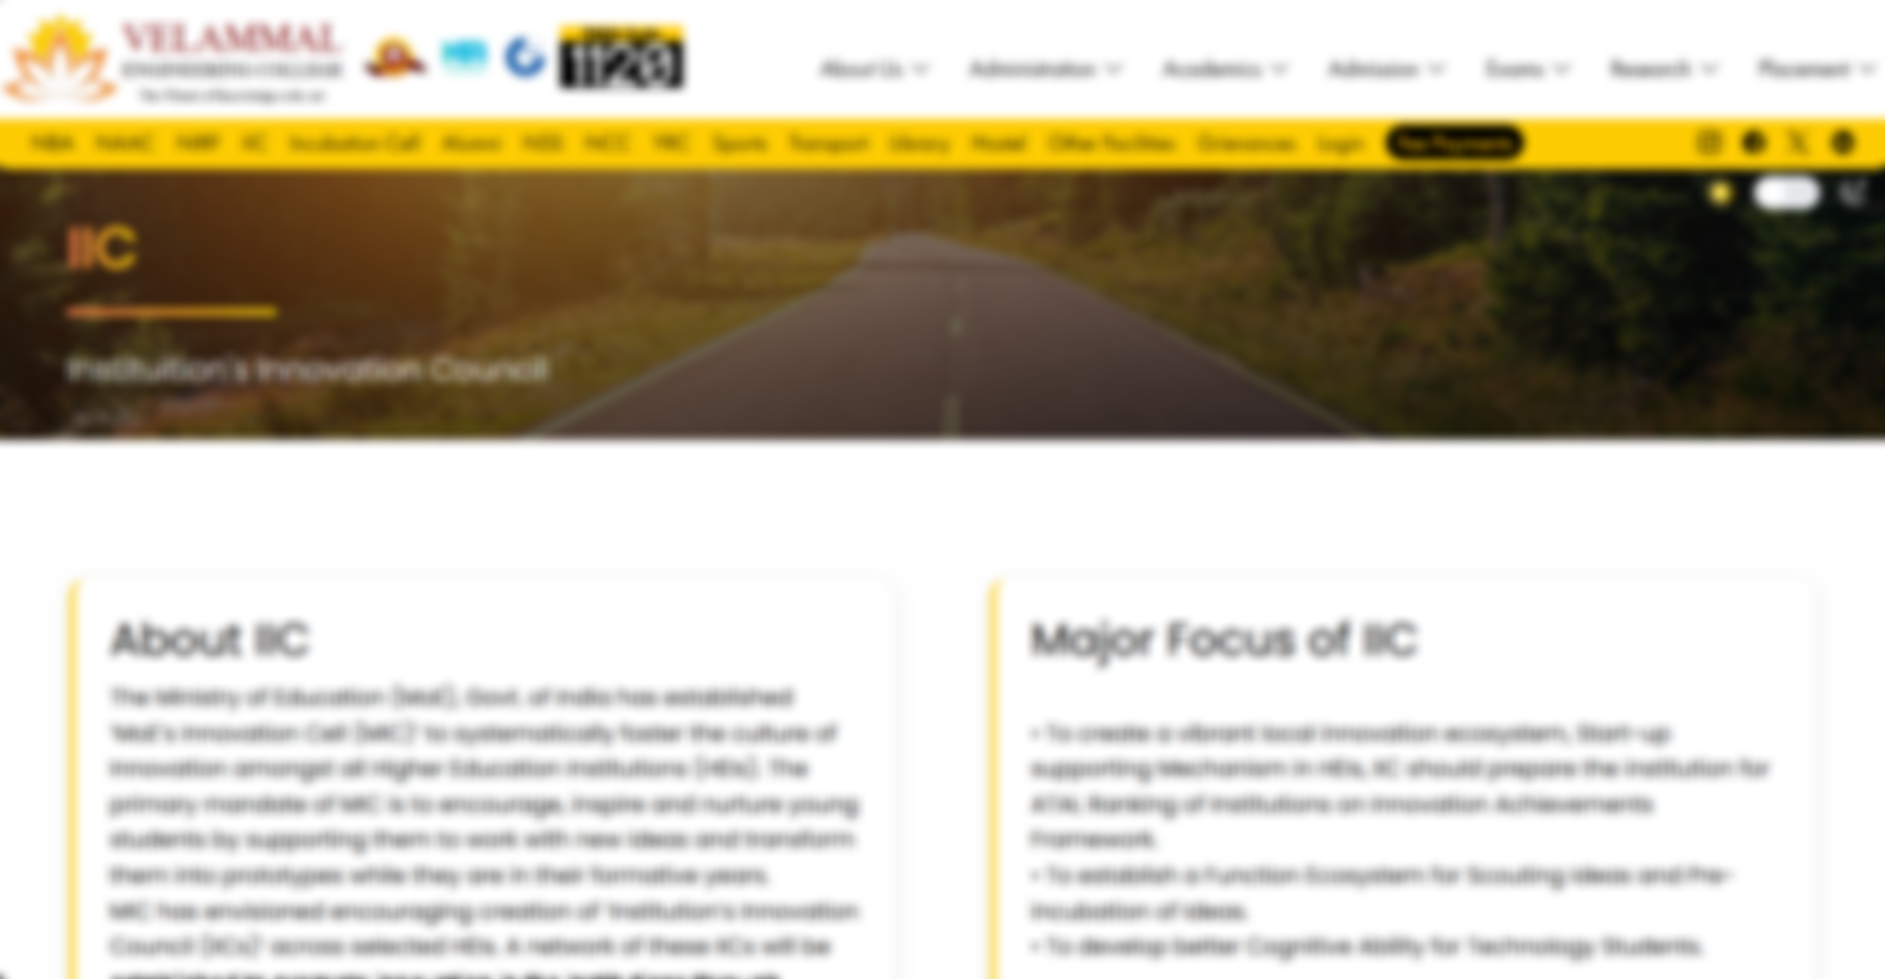 VELAMMAL
ENGINEERING COLLEGE
1128
About Us
Administration
Academics
Admission
Exams
Research
Placement
NBA NAAC NIRF IIC Incubation Cell Alumni NSS NCC YRC Sports Transport Library Hostel Other Facilities Grievances Login Fee Payment
IIC
Instituition's Innovation Council
About IIC
The Ministry of Education (MoE), Govt. of India has established
'MoE's Innovation Cell (MIC)' to systematically foster the culture of
Innovation amongst all Higher Education Institutions (HEIs). The
primary mandate of MIC is to encourage, inspire and nurture young
students by supporting them to work with new ideas and transform
them into prototypes while they are in their formative years.
MIC has envisioned encouraging creation of 'Institution's Innovation
Council (IICs)' across selected HEIs. A network of these IICs will be
Major Focus of IIC
• To create a vibrant local innovation ecosystem, Start-up
supporting Mechanism in HEIs, IIC should prepare the institution for
ATAL Ranking of Institutions on Innovation Achievements
Framework.
• To establish a Function Ecosystem for Scouting Ideas and Pre-
incubation of Ideas.
• To develop better Cognitive Ability for Technology Students.